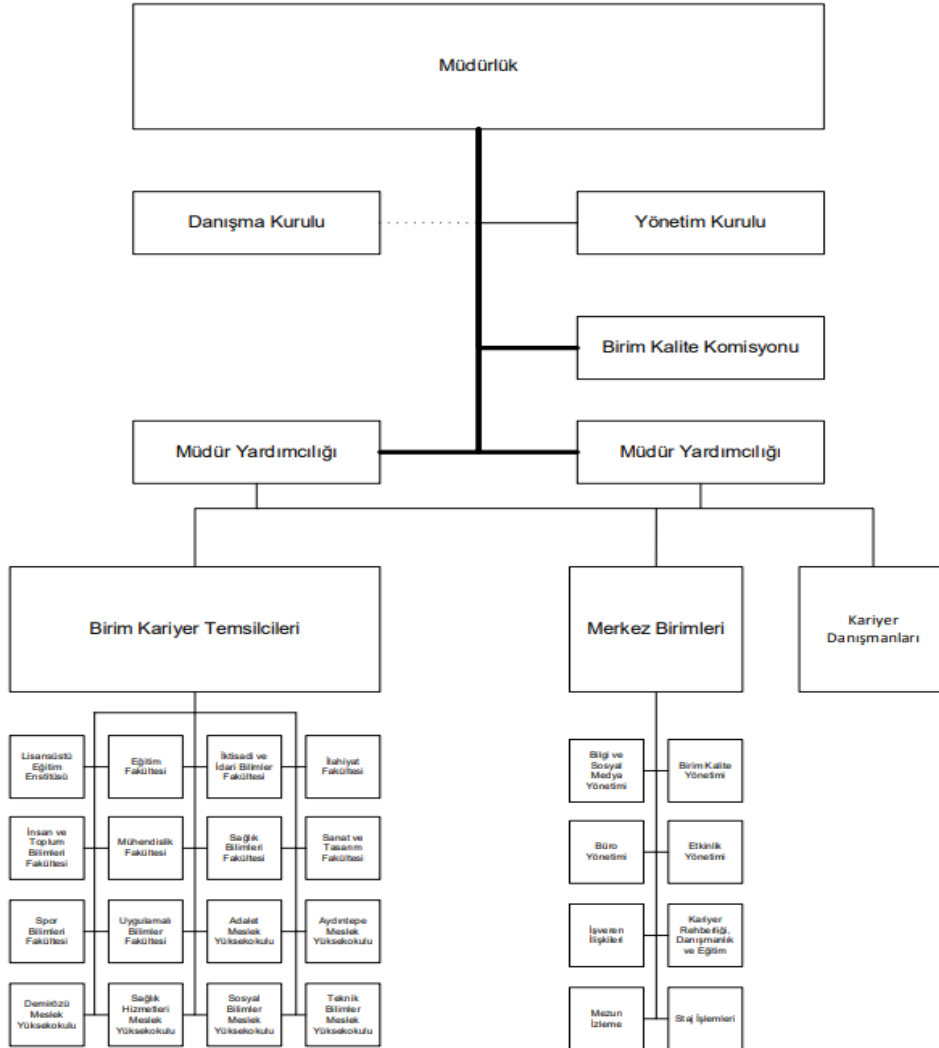 Müdürlük
Danışma Kurulu
Yönetim Kurulu
Birim Kalite Komisyonu
Müdür Yardımcılığı
Müdür Yardımcılığı
Birim Kariyer Temsilcileri
Merkez Birimleri
Kariyer
Danışmanları
Lisansüstü
Eğitim
Enstitüsü
Eğitim
Fakültesi
İktisadi ve
İdari Bilimler
Fakültesi
İlahiyat
Fakültesi
Bilgi ve
Sosyal
Medya
Yönetimi
Birim Kalite
Yönetimi
İnsan ve
Toplum
Bilimleri
Fakültesi
Mühendislik
Fakültesi
Sağlık
Bilimleri
Fakültesi
Sanat ve
Tasarım
Fakültesi
Büro
Yönetimi
Etkinlik
Yönetimi
Spor
Bilimleri
Fakültesi
Uygulamalı
Bilimler
Fakültesi
Adalet
Meslek
Yüksekokulu
Aydıntepe
Meslek
Yüksekokulu
İşveren
İlişkileri
Kariyer
Rehberliği,
Danışmanlık
ve Eğitim
Demirözü
Meslek
Yüksekokulu
Sağlık
Hizmetleri
Meslek
Yüksekokulu
Sosyal
Bilimler
Meslek
Yüksekokulu
Teknik
Bilimler
Meslek
Yüksekokulu
Mezun
İzleme
Staj İşlemleri